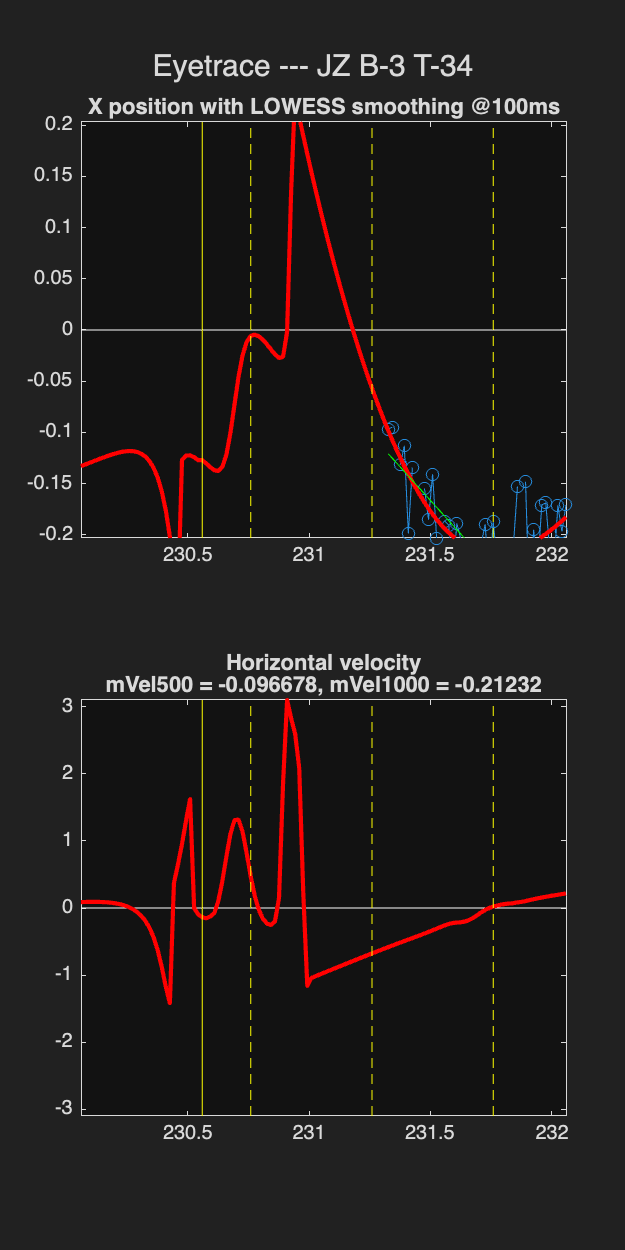 Eyetrace --- JZ B-3 T-34
X position with LOWESS smoothing @100ms
0.2
0.15
0.1
0.05
0
-0.05
-0.1
-0.15
-0.2
230.5 231 231.5 232
Horizontal velocity
mVel500 = -0.096678, mVel1000 = -0.21232
3
2
1
0
-1
-2
-3
230.5 231 231.5 232